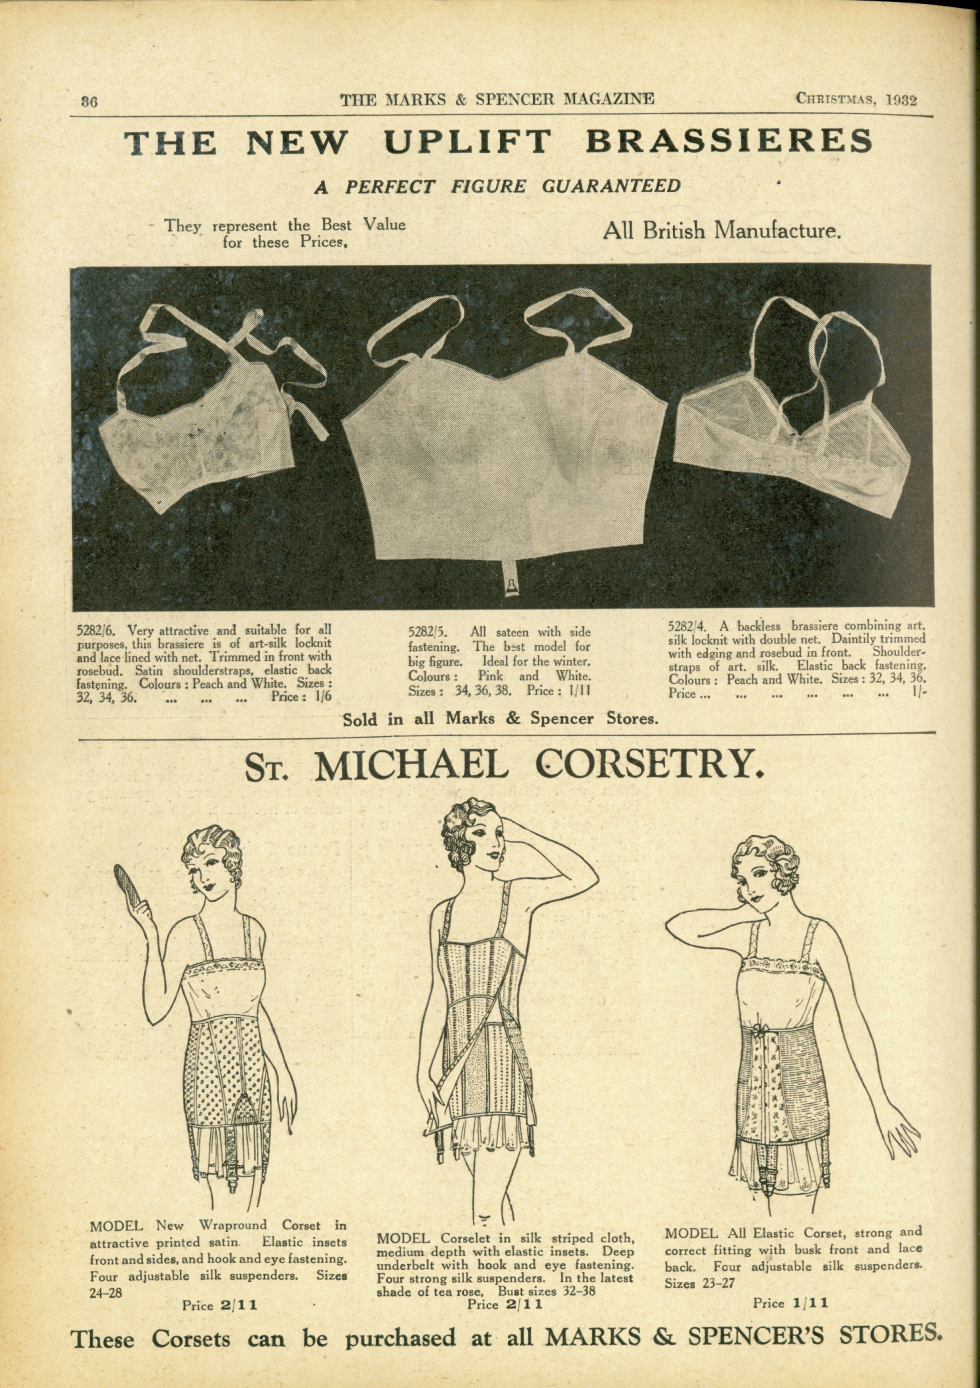 36
THE MARKS & SPENCER MAGAZINE
CHRISTMAS, 1932
THE NEW UPLIFT BRASSIERES
A PERFECT FIGURE GUARANTEED
They represent the Best Value
for these Prices.
All British Manufacture.
5282/6. Very attractive and suitable for all
purposes, this brassiere is of art-silk locknit
and lace lined with net. Trimmed in front with
rosebud. Satin shoulderstraps, elastic back
fastening. Colours : Peach and White. Sizes :
32, 34, 36. ... ... ... Price : 1/6
5282/5. All sateen with side
fastening. The best model for
big figure. Ideal for the winter.
Colours : Pink and White.
Sizes : 34, 36, 38. Price : 1/11
5282/4. A backless brassiere combining art.
silk locknit with double net. Daintily trimmed
with edging and rosebud in front. Shoulder-
straps of art. silk. Elastic back fastening.
Colours : Peach and White. Sizes : 32, 34, 36.
Price ... ... ... ... ... ... 1/-
Sold in all Marks & Spencer Stores.
ST. MICHAEL CORSETRY.
MODEL New Wrapround Corset in
attractive printed satin. Elastic insets
front and sides, and hook and eye fastening.
Four adjustable silk suspenders. Sizes
24-28
Price 2/11
MODEL Corselet in silk striped cloth,
medium depth with elastic insets. Deep
underbelt with hook and eye fastening.
Four strong silk suspenders. In the latest
shade of tea rose, Bust sizes 32-38
Price 2/11
MODEL All Elastic Corset, strong and
correct fitting with busk front and lace
back. Four adjustable silk suspenders.
Sizes 23-27
Price 1/11
These Corsets can be purchased at all MARKS & SPENCER'S STORES.